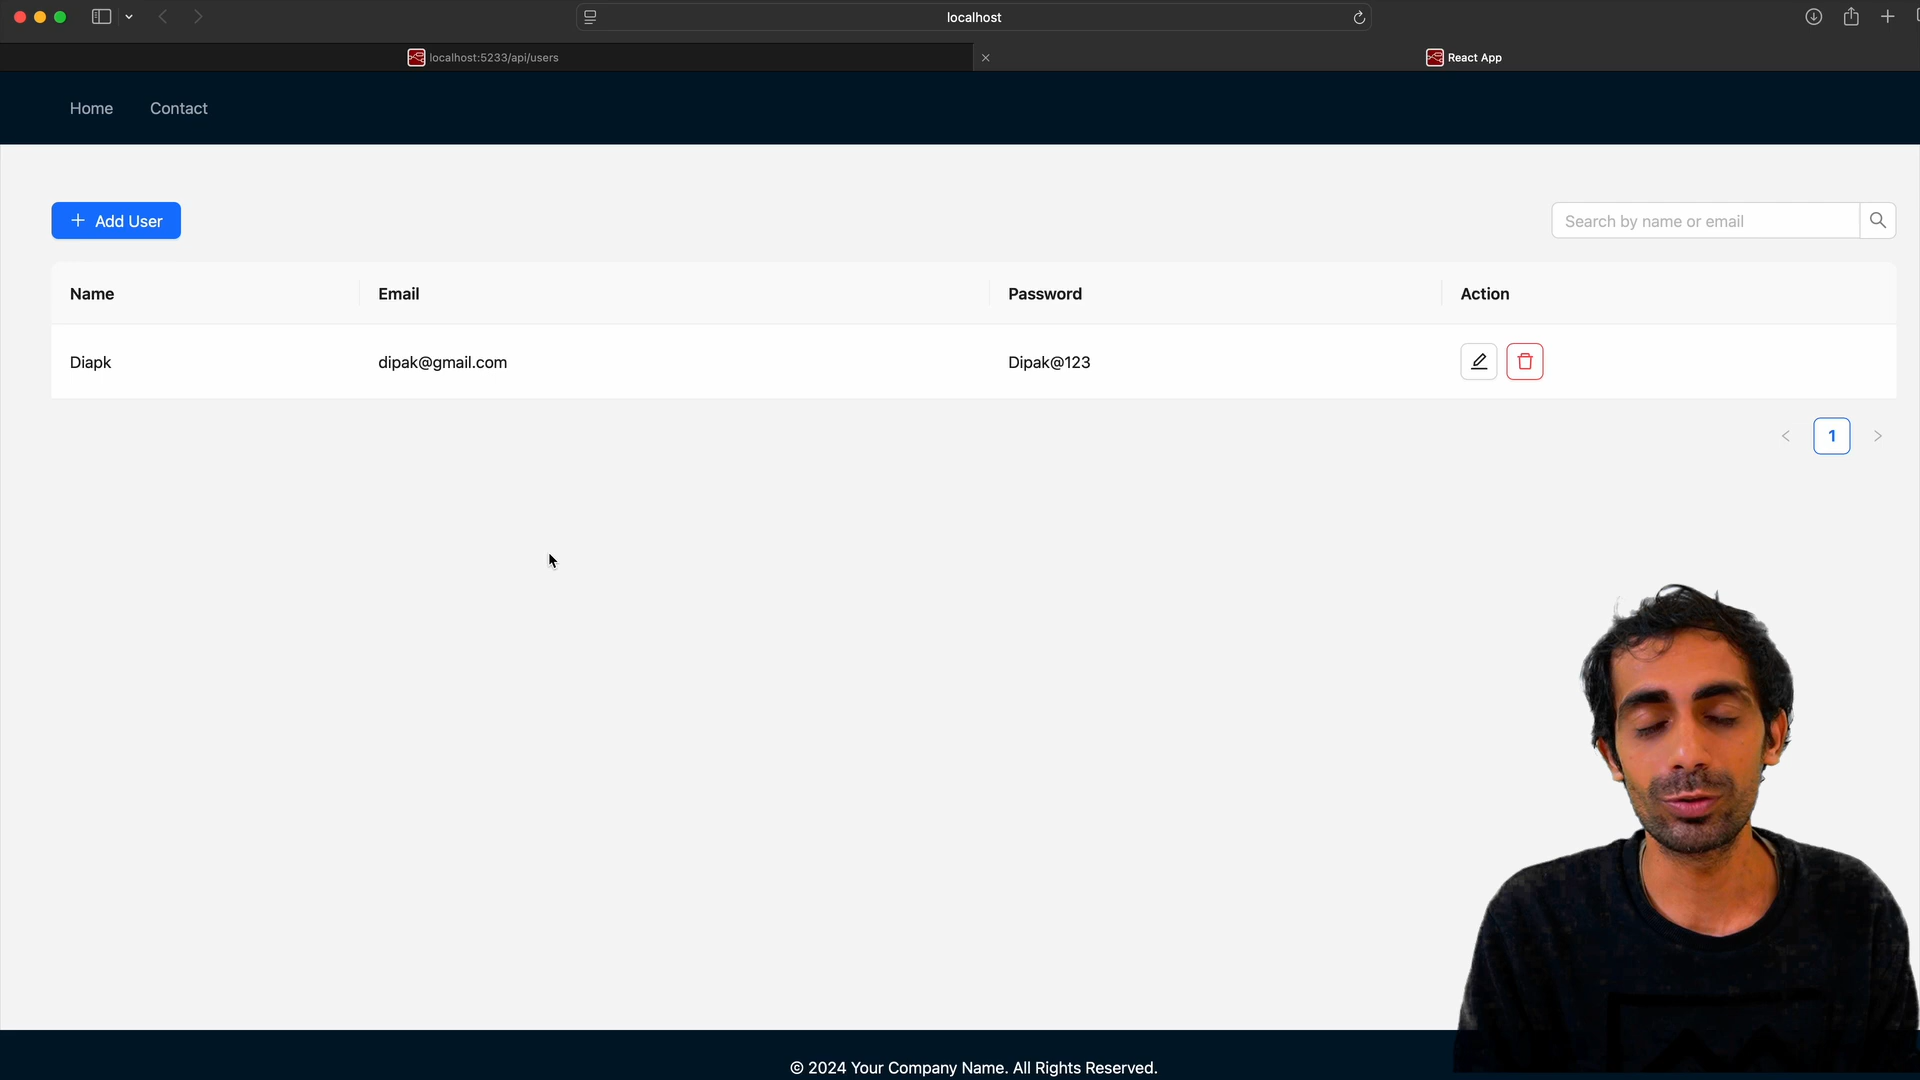 localhost
localhost:5233/api/users
React App
Home Contact
+ Add User
Search by name or email
Name Email Password Action
Diapk dipak@gmail.com Dipak@123
1
© 2024 Your Company Name. All Rights Reserved.